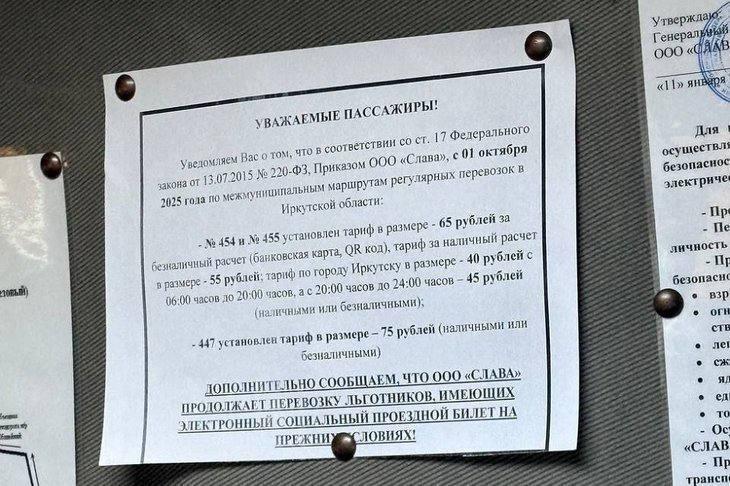 УВАЖАЕМЫЕ ПАССАЖИРЫ!
Уведомляем Вас о том, что в соответствии со ст. 17 Федерального
закона от 13.07.2015 № 220-ФЗ, Приказом ООО «Слава», с 01 октября
2025 года по межмуниципальным маршрутам регулярных перевозок в
Иркутской области:
- № 454 и № 455 установлен тариф в размере - 65 рублей за
безналичный расчет (банковская карта, QR код), тариф за наличный расчет
в размере - 55 рублей; тариф по городу Иркутску в размере - 40 рублей с
06:00 часов до 20:00 часов, а с 20:00 часов до 24:00 часов – 45 рублей
(наличными или безналичными);
- 447 установлен тариф в размере – 75 рублей (наличными или
безналичными)
ДОПОЛНИТЕЛЬНО СООБЩАЕМ, ЧТО ООО «СЛАВА»
ПРОДОЛЖАЕТ ПЕРЕВОЗКУ ЛЬГОТНИКОВ, ИМЕЮЩИХ
ЭЛЕКТРОННЫЙ СОЦИАЛЬНЫЙ ПРОЕЗДНОЙ БИЛЕТ НА
ПРЕЖНИХ УСЛОВИЯХ!
Утверждаю:
Генеральный
ООО «СЛАВ
«11» января
Для
осуществля
безопаснос
электриче
- Пр
- Пе
личность
- Пр
безопасно
• взр
• огн
ств
• лег
• сж
• яд
• ед
• то
- Ос
«СЛАВ
- Пр
транспо